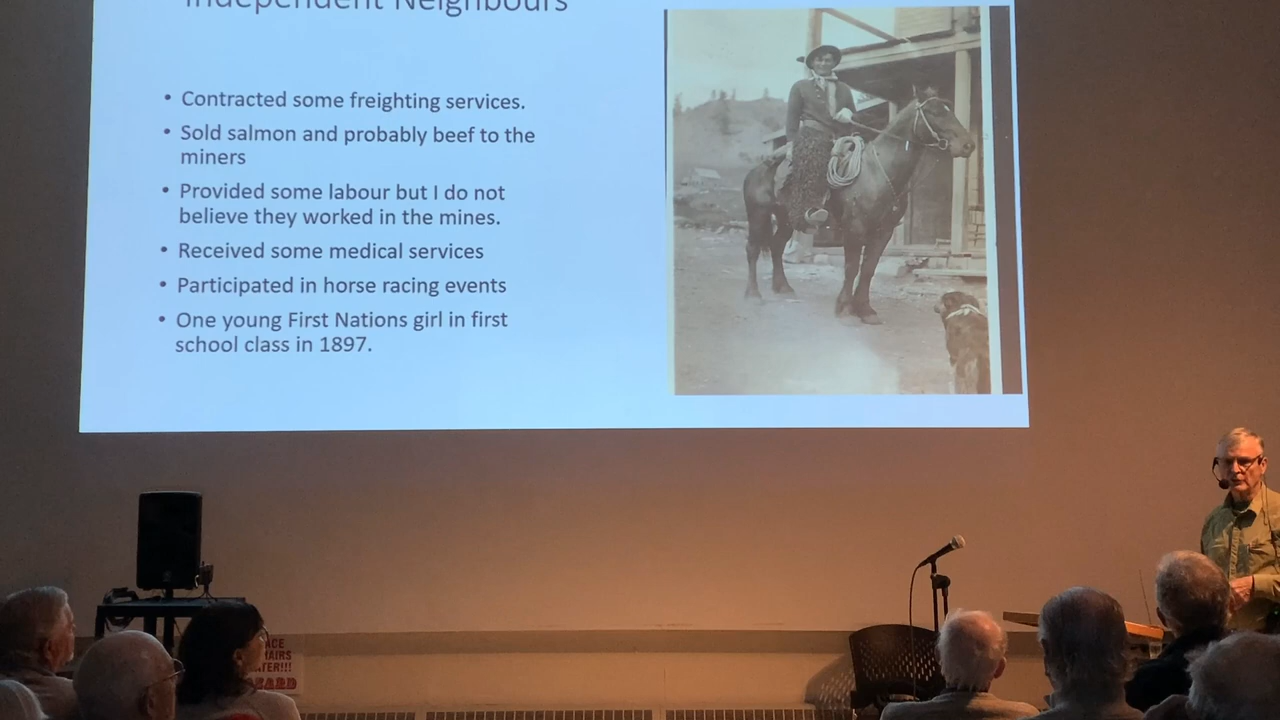 Independent Neighbours
• Contracted some freighting services.
• Sold salmon and probably beef to the
miners
• Provided some labour but I do not
believe they worked in the mines.
• Received some medical services
• Participated in horse racing events
• One young First Nations girl in first
school class in 1897.